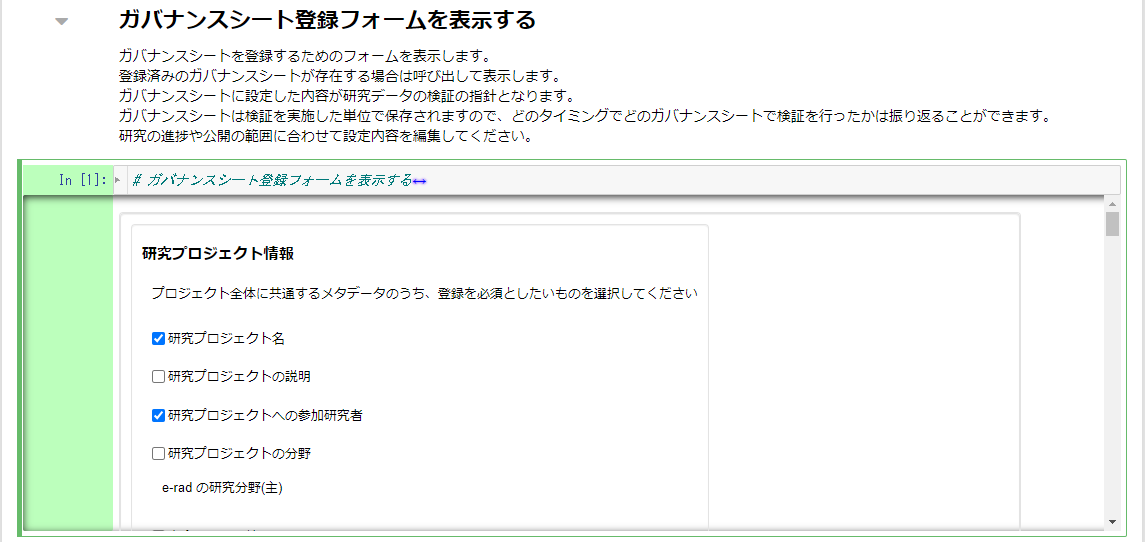 ガバナンスシート登録フォームを表示する
ガバナンスシートを登録するためのフォームを表示します。
登録済みのガバナンスシートが存在する場合は呼び出して表示します。
ガバナンスシートに設定した内容が研究データの検証の指針となります。
ガバナンスシートは検証を実施した単位で保存されますので、どのタイミングでどのガバナンスシートで検証を行ったかは振り返ることができます。
研究の進捗や公開の範囲に合わせて設定内容を編集してください。
In [1]: # ガバナンスシート登録フォームを表示する
研究プロジェクト情報
プロジェクト全体に共通するメタデータのうち、登録を必須としたいものを選択してください
研究プロジェクト名
研究プロジェクトの説明
研究プロジェクトへの参加研究者
研究プロジェクトの分野
e-rad の研究分野(主)